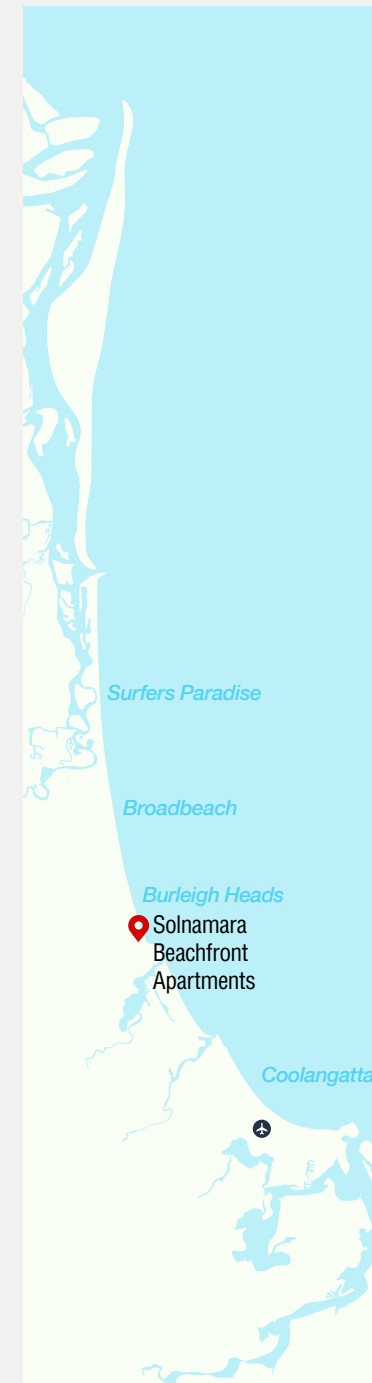 Surfers Paradise
Broadbeach
Burleigh Heads
Solnamara
Beachfront
Apartments
Coolangatta